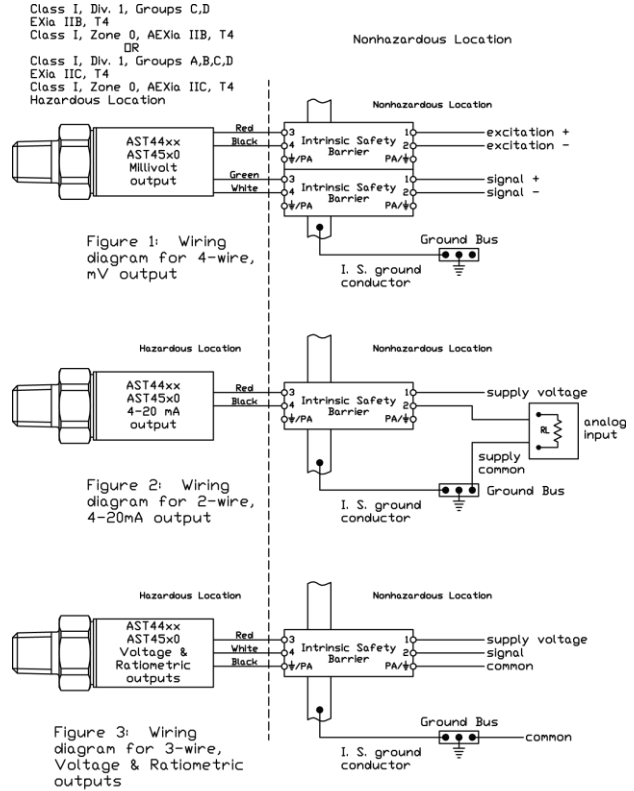 Class I, Div. 1, Groups C,D
EXia IIB, T4
Class I, Zone 0, AEXia IIB, T4
OR
Class I, Div. 1, Groups A,B,C,D
EXia IIC, T4
Class I, Zone 0, AEXia IIC, T4
Hazardous Location
Nonhazardous Location
Nonhazardous Location
AST44xx
AST45x0
Millivolt
output
Red
Black
Green
White
3
4
/PA
Intrinsic Safety
Barrier
1
2
PA/
excitation +
excitation -
3
4
/PA
Intrinsic Safety
Barrier
1
2
PA/
signal +
signal -
Figure 1: Wiring
diagram for 4-wire,
mV output
I. S. ground
conductor
Ground Bus
Hazardous Location
Nonhazardous Location
AST44xx
AST45x0
4-20 mA
output
Red
Black
3
4
/PA
Intrinsic Safety
Barrier
1
2
PA/
supply voltage
RL
analog
input
supply
common
Figure 2: Wiring
diagram for 2-wire,
4-20mA output
I. S. ground
conductor
Ground Bus
Hazardous Location
Nonhazardous Location
AST44xx
AST45x0
Voltage &
Ratiometric
outputs
Red
White
Black
3
4
/PA
Intrinsic Safety
Barrier
1
2
PA/
supply voltage
signal
common
Figure 3: Wiring
diagram for 3-wire,
Voltage & Ratiometric
outputs
I. S. ground
conductor
Ground Bus
common